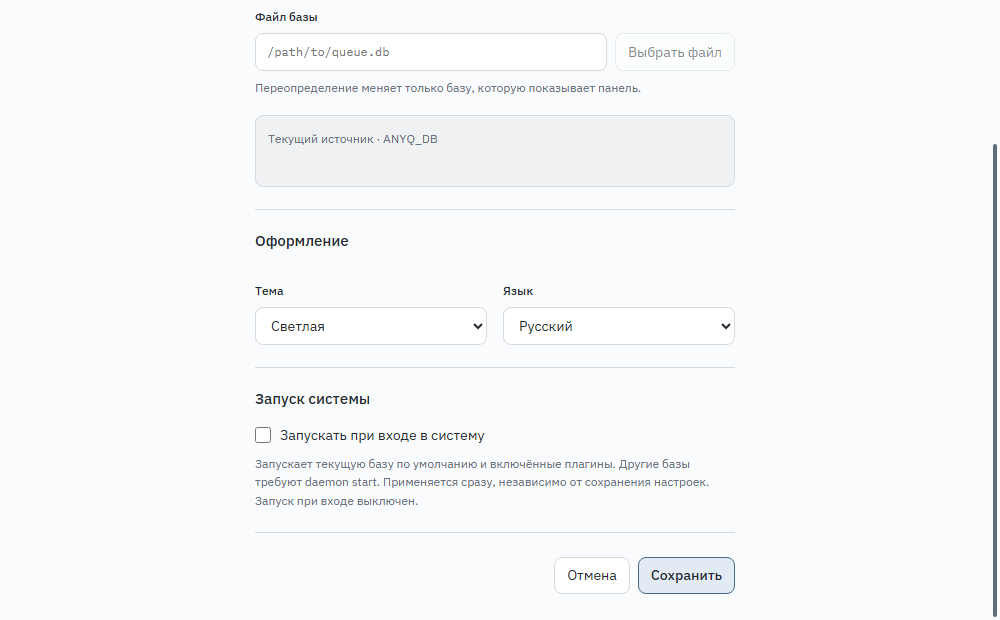 Файл базы
/path/to/queue.db
Выбрать файл
Переопределение меняет только базу, которую показывает панель.
Текущий источник · ANYQ_DB
Оформление
Тема
Язык
Светлая
Русский
Запуск системы
Запускать при входе в систему
Запускает текущую базу по умолчанию и включённые плагины. Другие базы
требуют daemon start. Применяется сразу, независимо от сохранения настроек.
Запуск при входе выключен.
Отмена
Сохранить